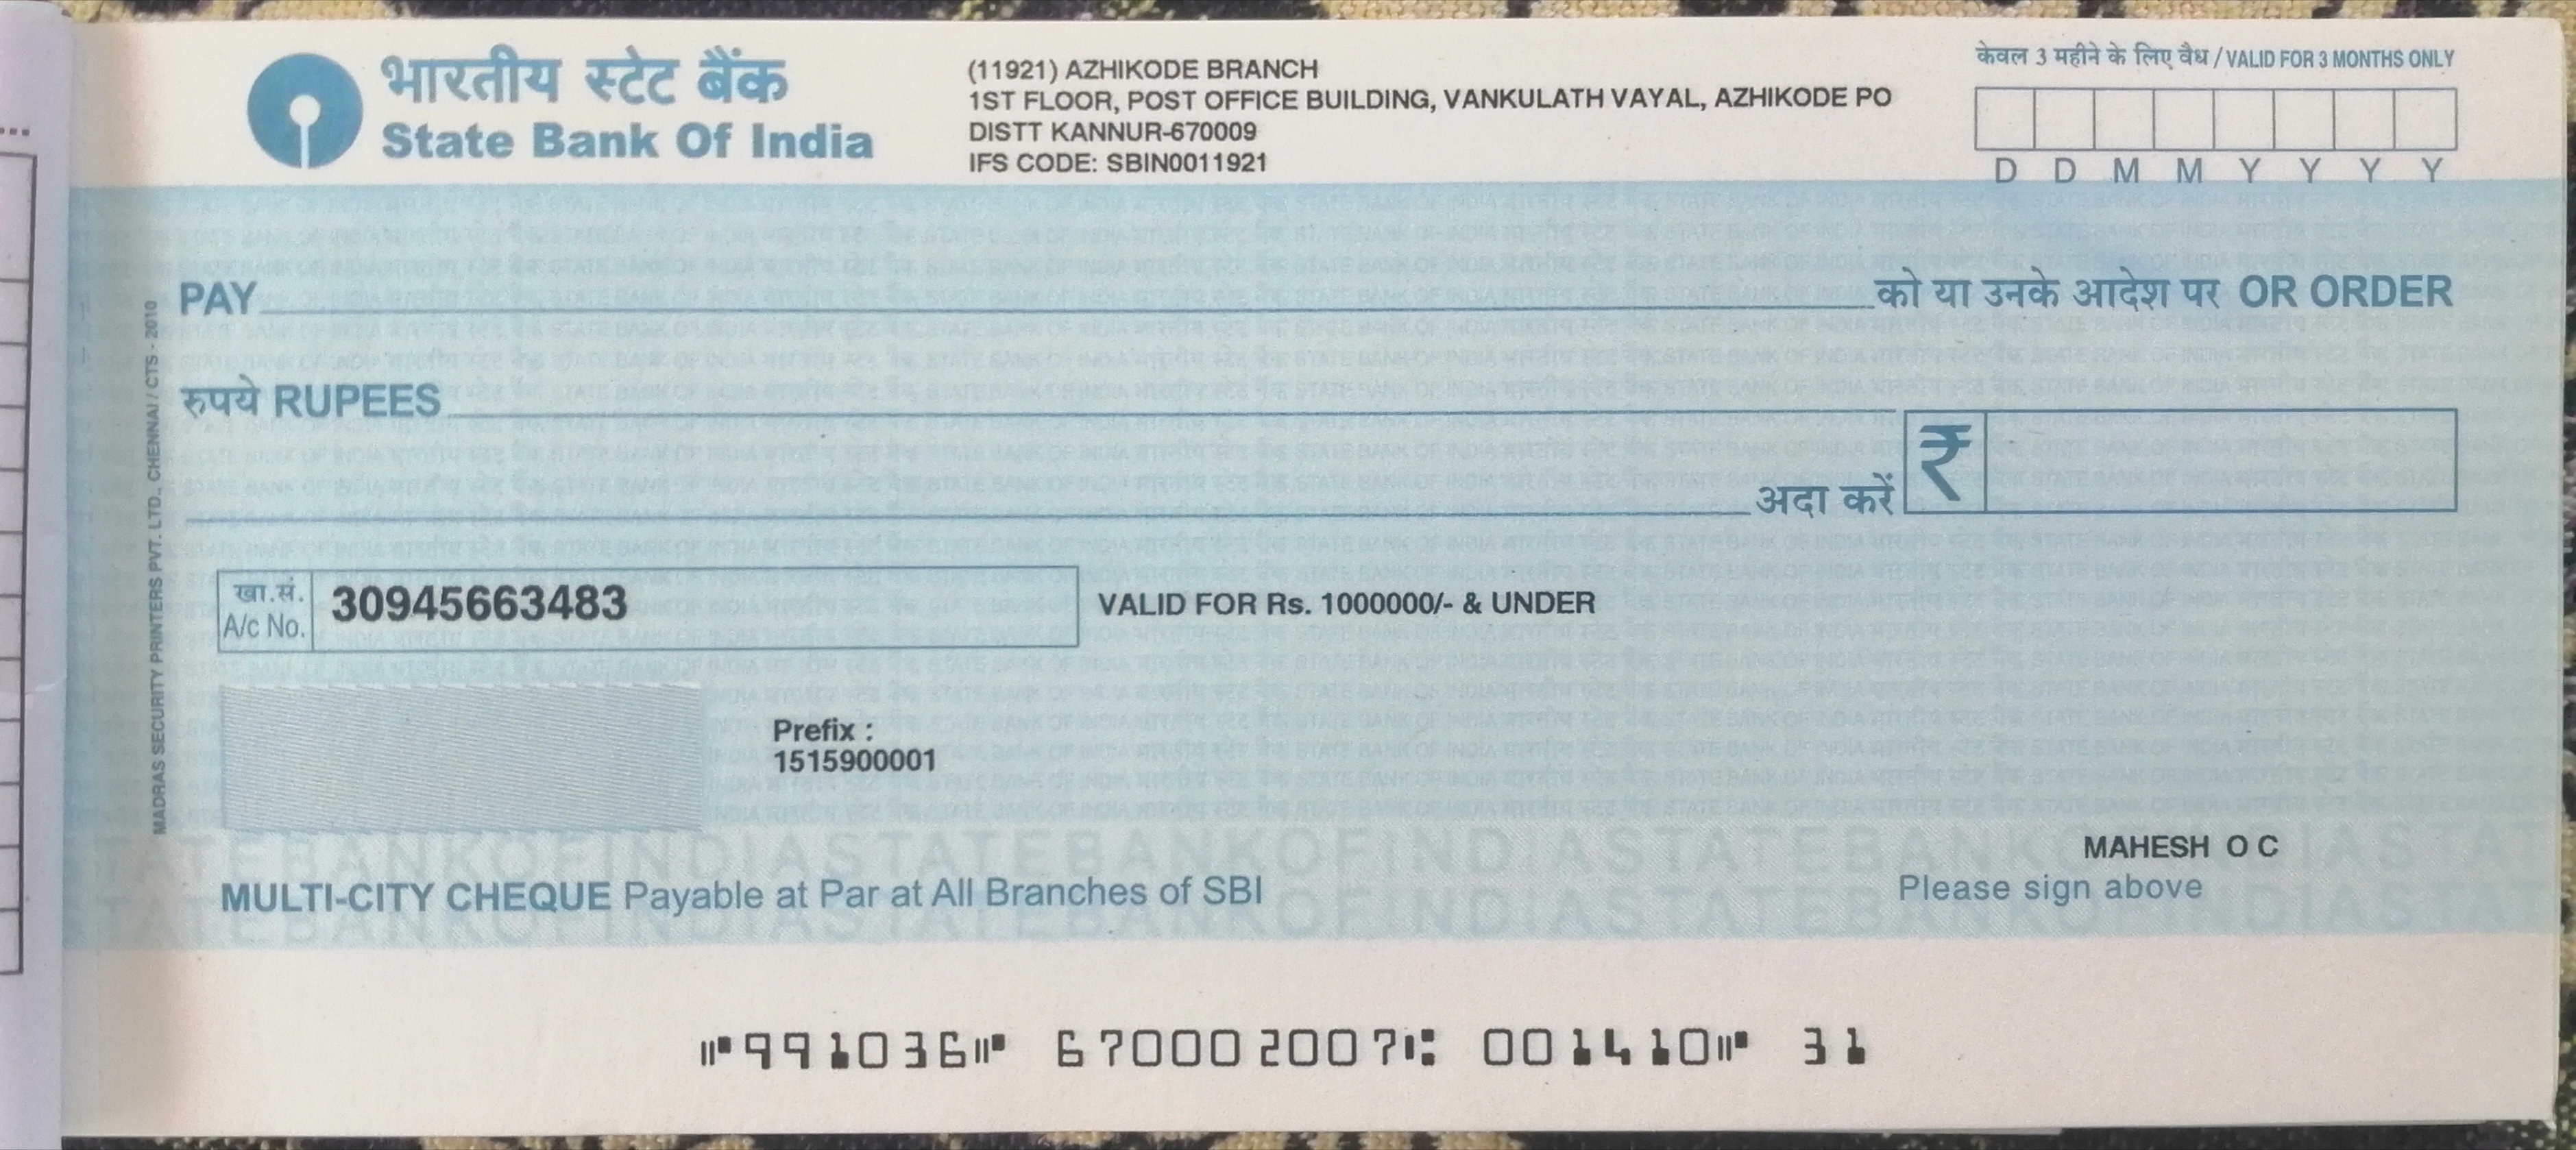 भारतीय स्टेट बैंक
State Bank Of India
(11921) AZHIKODE BRANCH
1ST FLOOR, POST OFFICE BUILDING, VANKULATH VAYAL, AZHIKODE PO
DISTT KANNUR-670009
IFS CODE: SBIN0011921
केवल 3 महीने के लिए वैध / VALID FOR 3 MONTHS ONLY
D D M M Y Y Y Y
PAY को या उनके आदेश पर OR ORDER
रुपये RUPEES
अदा करें ₹
खा.सं.
A/c No.
30945663483
VALID FOR Rs. 1000000/- & UNDER
Prefix :
1515900001
MADRAS SECURITY PRINTERS PVT. LTD., CHENNAI / CTS - 2010
MAHESH O C
Please sign above
MULTI-CITY CHEQUE Payable at Par at All Branches of SBI
⑈991036⑈ 670002007⑆ 001410⑈ 31